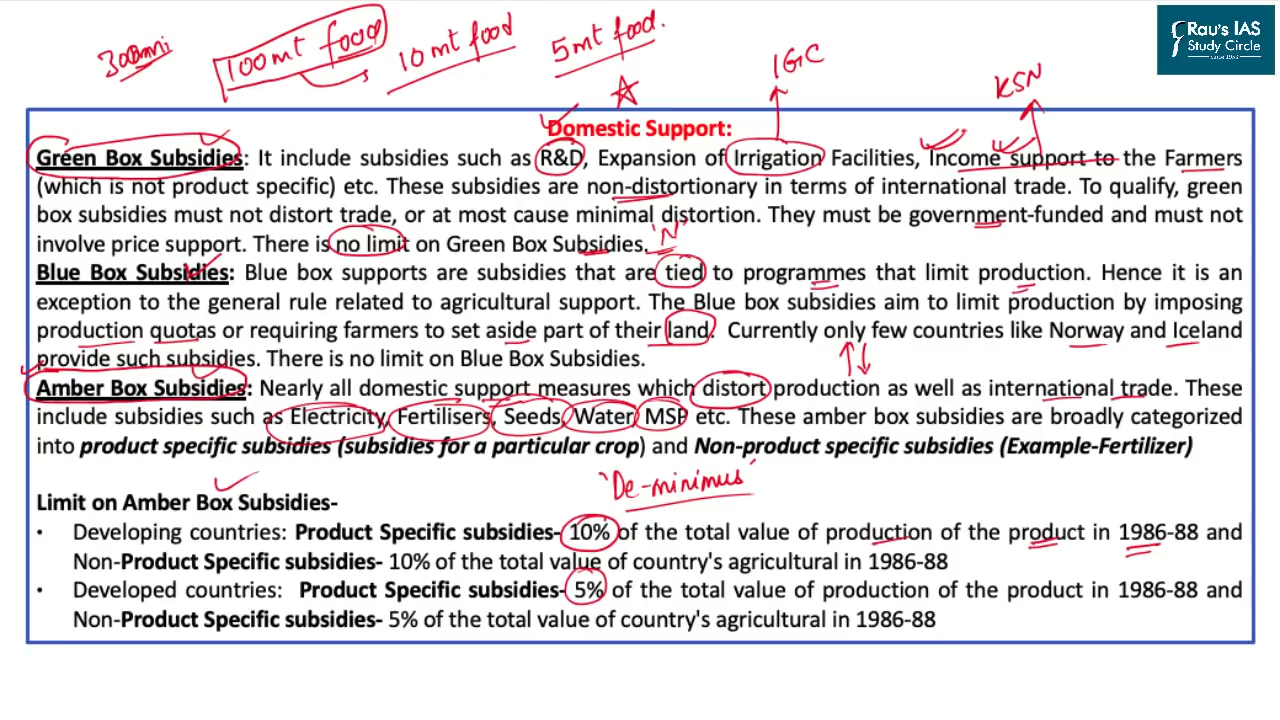 300mni
100mt food
10 mt food
5 mt food.
IGC
KSN
Rau's IAS
Study Circle
SINCE 1953
Domestic Support:
Green Box Subsidies: It include subsidies such as R&D, Expansion of Irrigation Facilities, Income support to the Farmers
(which is not product specific) etc. These subsidies are non-distortionary in terms of international trade. To qualify, green
box subsidies must not distort trade, or at most cause minimal distortion. They must be government-funded and must not
involve price support. There is no limit on Green Box Subsidies. 'N'
Blue Box Subsidies: Blue box supports are subsidies that are tied to programmes that limit production. Hence it is an
exception to the general rule related to agricultural support. The Blue box subsidies aim to limit production by imposing
production quotas or requiring farmers to set aside part of their land. Currently only few countries like Norway and Iceland
provide such subsidies. There is no limit on Blue Box Subsidies.
Amber Box Subsidies: Nearly all domestic support measures which distort production as well as international trade. These
include subsidies such as Electricity, Fertilisers, Seeds, Water, MSP etc. These amber box subsidies are broadly categorized
into product specific subsidies (subsidies for a particular crop) and Non-product specific subsidies (Example-Fertilizer)
'De-minimus'
Limit on Amber Box Subsidies-
• Developing countries: Product Specific subsidies- 10% of the total value of production of the product in 1986-88 and
Non-Product Specific subsidies- 10% of the total value of country's agricultural in 1986-88
• Developed countries: Product Specific subsidies- 5% of the total value of production of the product in 1986-88 and
Non-Product Specific subsidies- 5% of the total value of country's agricultural in 1986-88